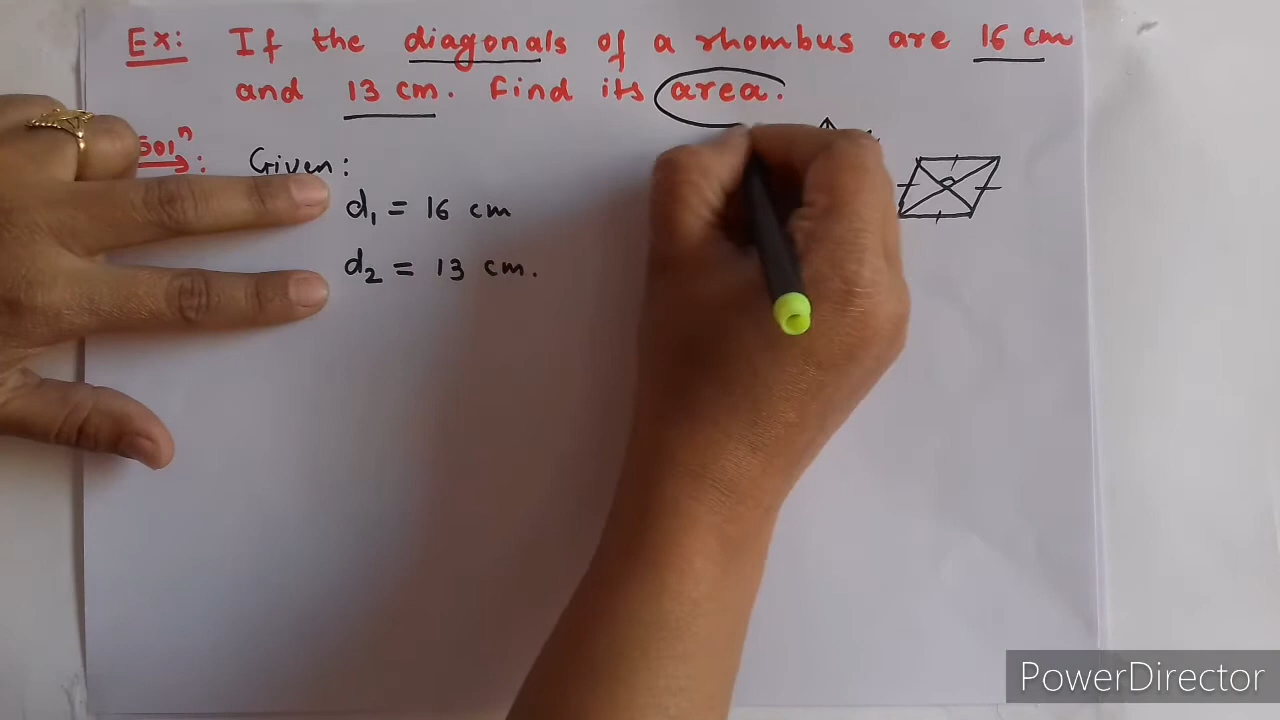 Ex: If the diagonals of a rhombus are 16 cm
and 13 cm. Find its area.
Solⁿ: Given:
d₁ = 16 cm
d₂ = 13 cm.
PowerDirector